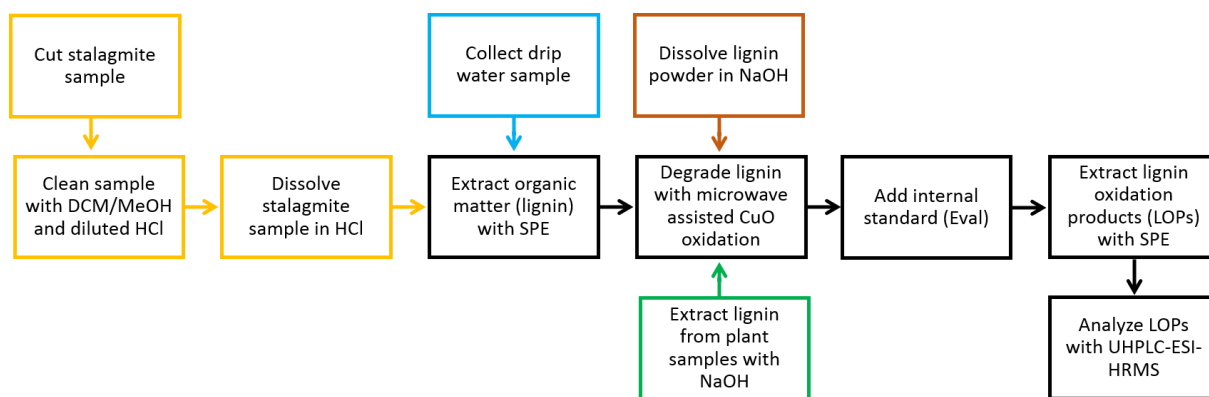 Cut stalagmite
sample
Collect drip
water sample
Dissolve lignin
powder in NaOH
Clean sample
with DCM/MeOH
and diluted HCl
Dissolve
stalagmite
sample in HCl
Extract organic
matter (lignin)
with SPE
Degrade lignin
with microwave
assisted CuO
oxidation
Add internal
standard (Eval)
Extract lignin
oxidation
products (LOPs)
with SPE
Extract lignin
from plant
samples with
NaOH
Analyze LOPs
with UHPLC-ESI-
HRMS